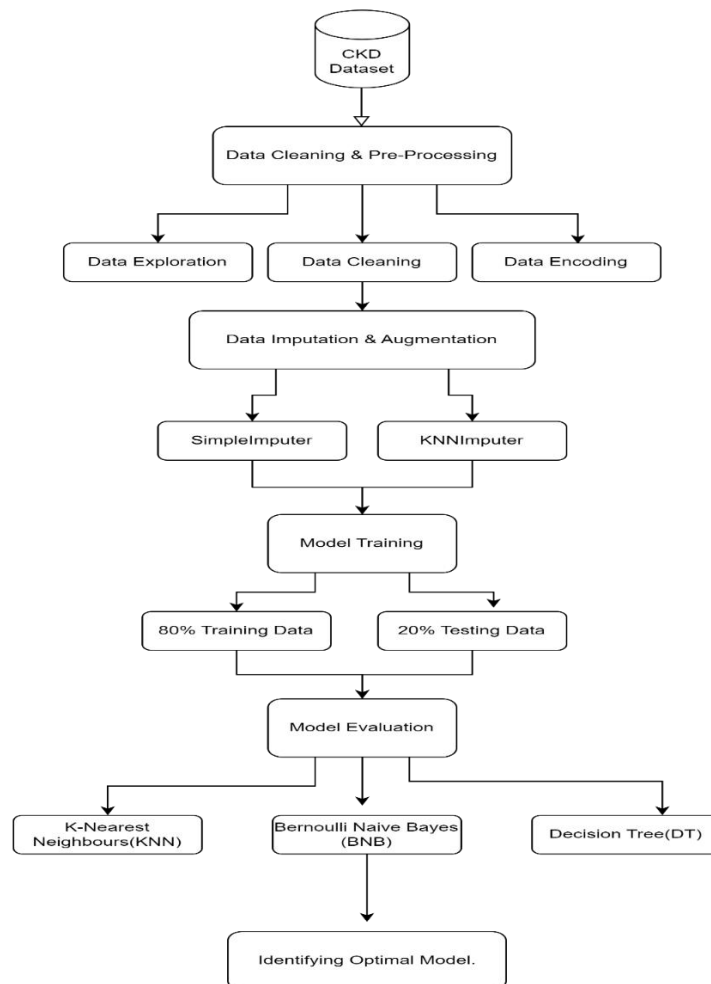 CKD
Dataset
Data Cleaning & Pre-Processing
Data Exploration
Data Cleaning
Data Encoding
Data Imputation & Augmentation
SimpleImputer
KNNImputer
Model Training
80% Training Data
20% Testing Data
Model Evaluation
K-Nearest
Neighbours(KNN)
Bernoulli Naive Bayes
(BNB)
Decision Tree(DT)
Identifying Optimal Model.